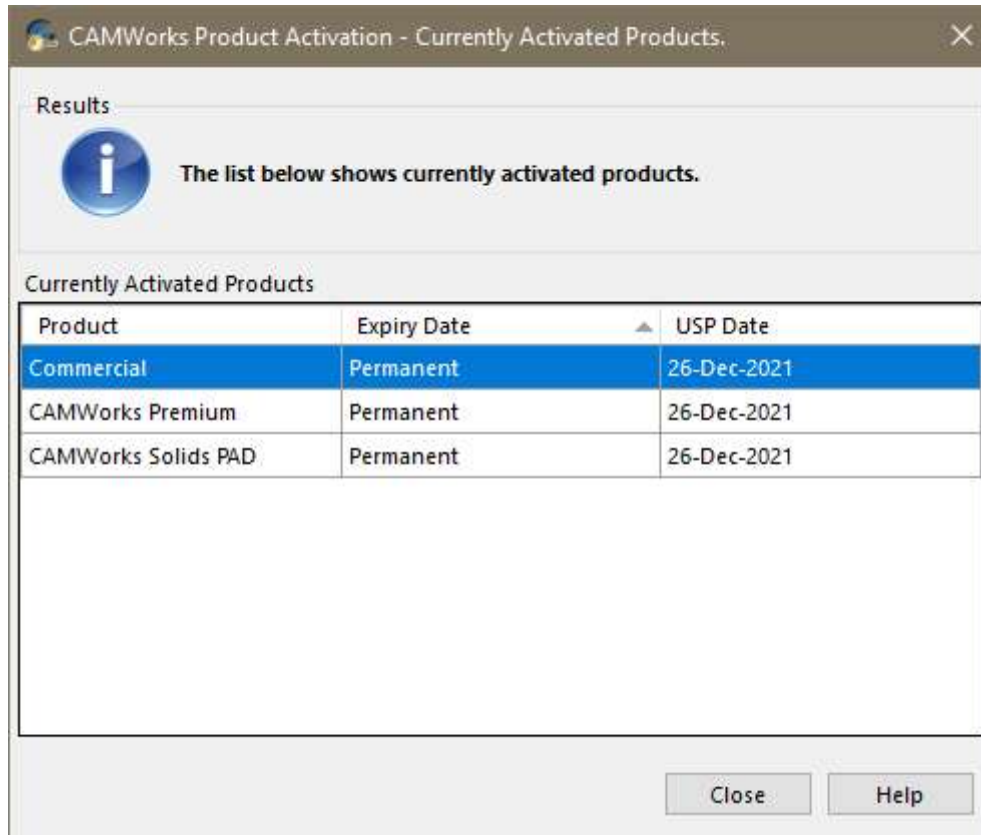 CAMWorks Product Activation - Currently Activated Products.
Results
The list below shows currently activated products.
Currently Activated Products
Product Expiry Date USP Date
Commercial Permanent 26-Dec-2021
CAMWorks Premium Permanent 26-Dec-2021
CAMWorks Solids PAD Permanent 26-Dec-2021
Close Help